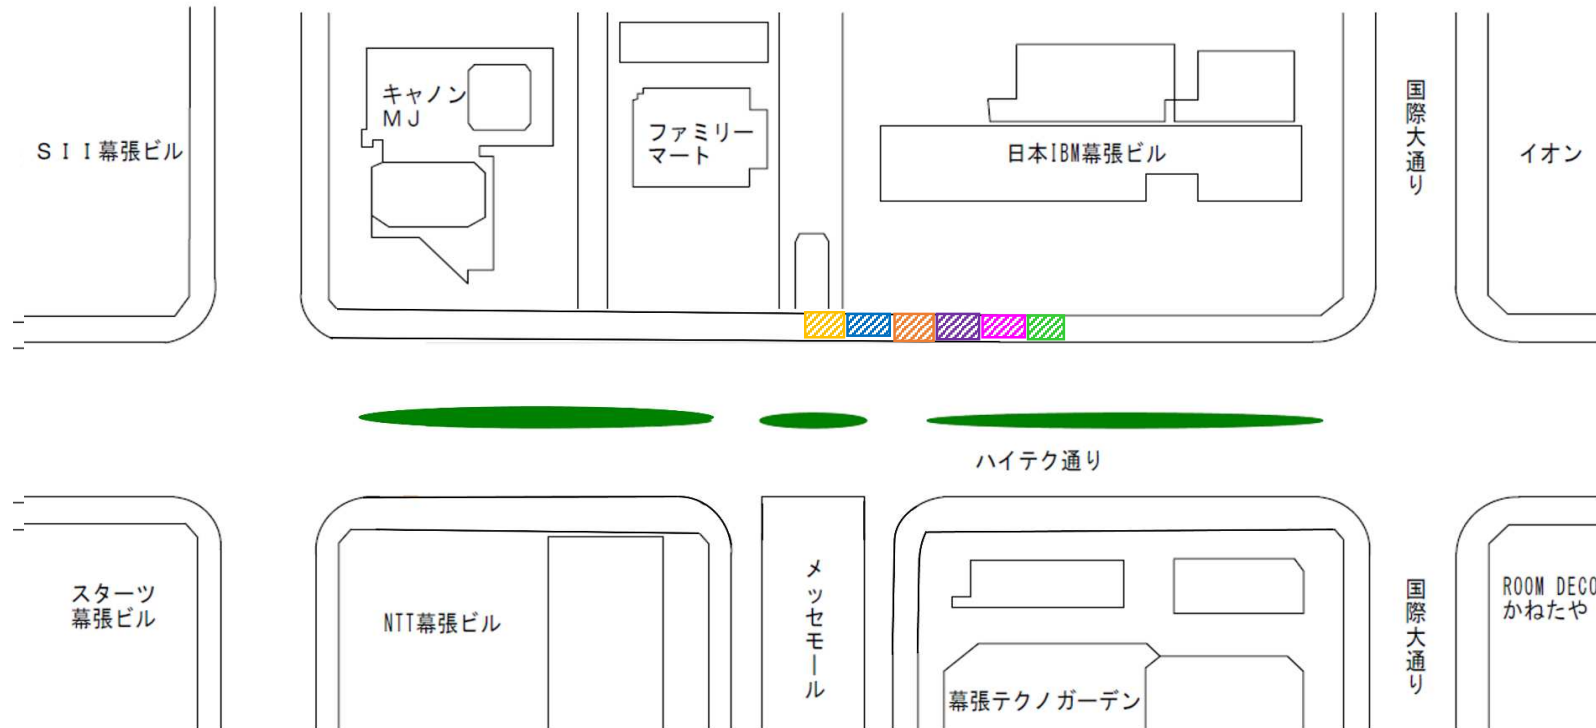 キャノン
ＭＪ
ファミリー
マート
ＳＩＩ幕張ビル
日本IBM幕張ビル
国際大通り
イオン
ハイテク通り
スターツ
幕張ビル
NTT幕張ビル
メッセモール
幕張テクノガーデン
国際大通り
ROOM DECO
かねたや